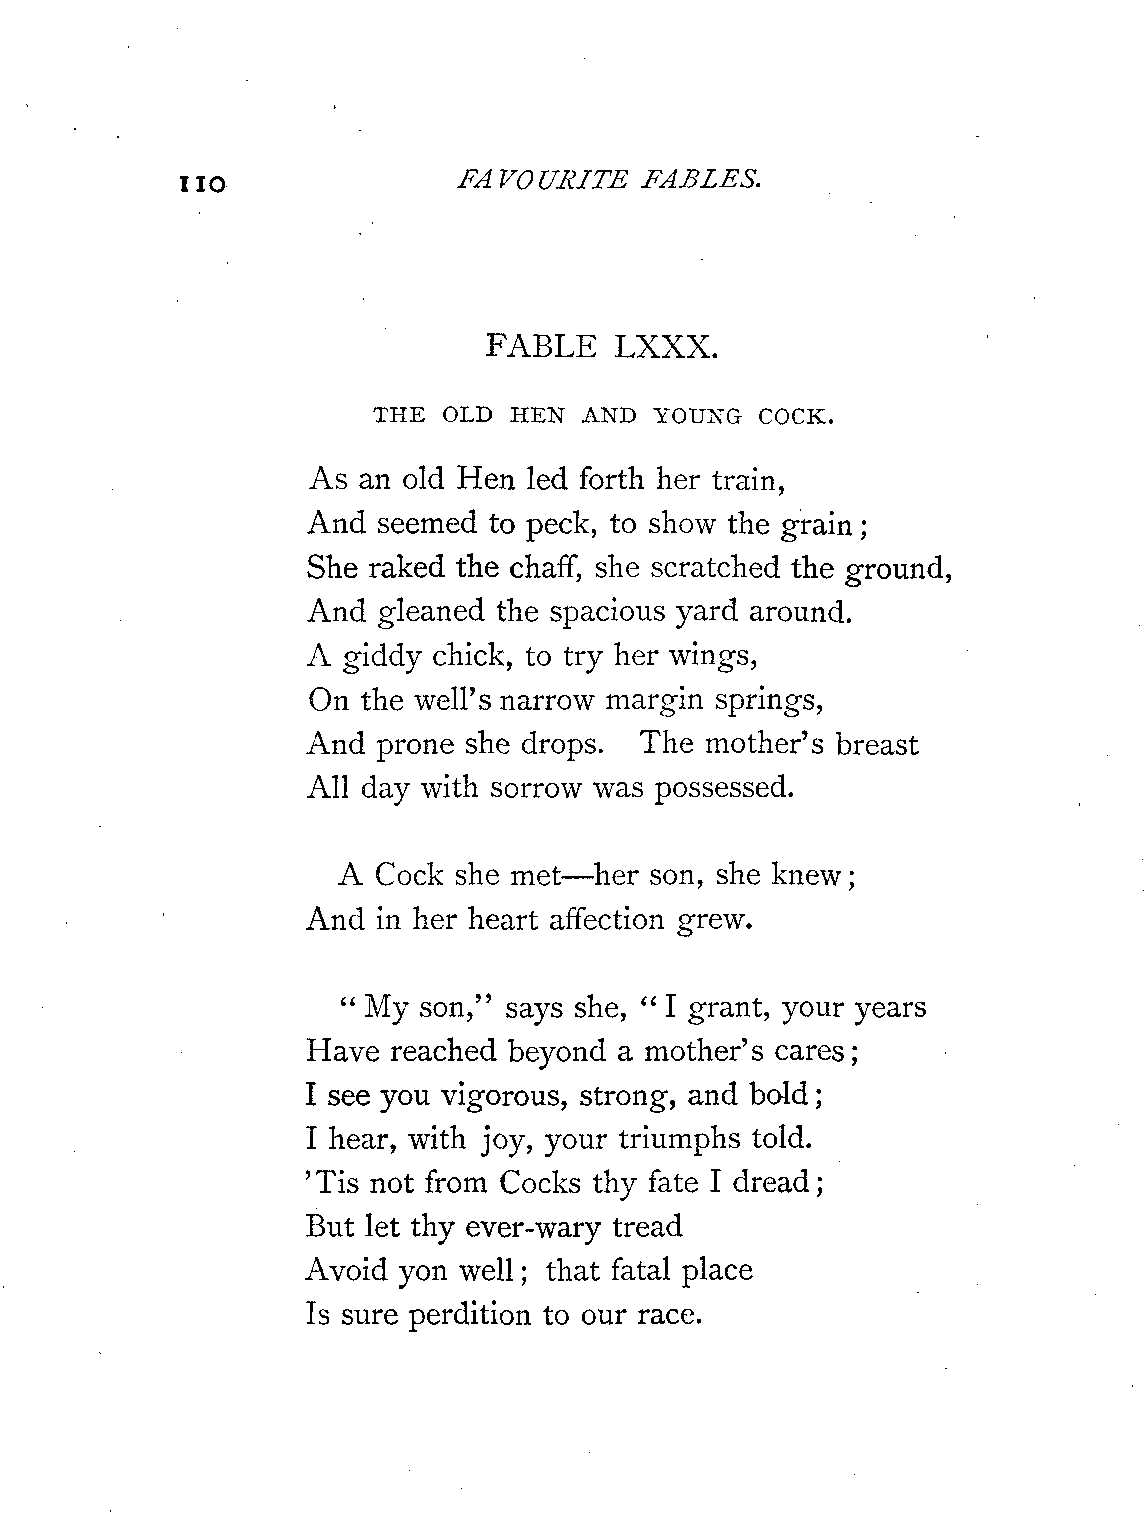 110 FAVOURITE FABLES.
FABLE LXXX.
THE OLD HEN AND YOUNG COCK.
As an old Hen led forth her train,
And seemed to peck, to show the grain;
She raked the chaff, she scratched the ground,
And gleaned the spacious yard around.
A giddy chick, to try her wings,
On the well's narrow margin springs,
And prone she drops. The mother's breast
All day with sorrow was possessed.
A Cock she met—her son, she knew;
And in her heart affection grew.
"My son," says she, "I grant, your years
Have reached beyond a mother's cares;
I see you vigorous, strong, and bold;
I hear, with joy, your triumphs told.
'Tis not from Cocks thy fate I dread;
But let thy ever-wary tread
Avoid yon well; that fatal place
Is sure perdition to our race.